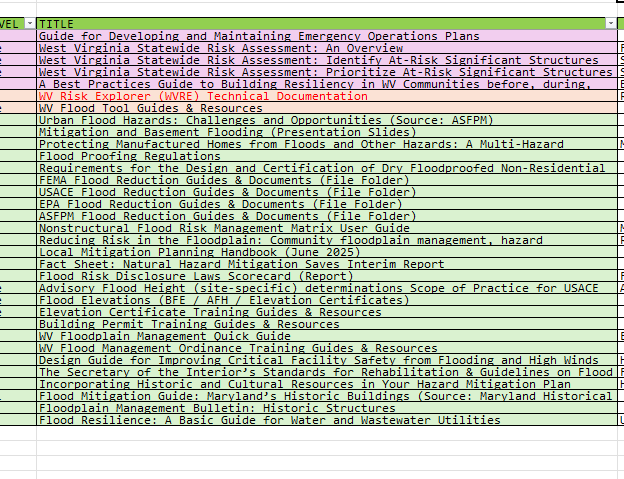 VEL TITLE
Guide for Developing and Maintaining Emergency Operations Plans
West Virginia Statewide Risk Assessment: An Overview
West Virginia Statewide Risk Assessment: Identify At-Risk Significant Structures
West Virginia Statewide Risk Assessment: Prioritize At-Risk Significant Structures
A Best Practices Guide to Building Resiliency in WV Communities before, during,
WV Risk Explorer (WVRE) Technical Documentation
WV Flood Tool Guides & Resources
Urban Flood Hazards: Challenges and Opportunities (Source: ASFPM)
Mitigation and Basement Flooding (Presentation Slides)
Protecting Manufactured Homes from Floods and Other Hazards: A Multi-Hazard
Flood Proofing Regulations
Requirements for the Design and Certification of Dry Floodproofed Non-Residential
FEMA Flood Reduction Guides & Documents (File Folder)
USACE Flood Reduction Guides & Documents (File Folder)
EPA Flood Reduction Guides & Documents (File Folder)
ASFPM Flood Reduction Guides & Documents (File Folder)
Nonstructural Flood Risk Management Matrix User Guide
Reducing Risk in the Floodplain: Community floodplain management, hazard
Local Mitigation Planning Handbook (June 2025)
Fact Sheet: Natural Hazard Mitigation Saves Interim Report
Flood Risk Disclosure Laws Scorecard (Report)
Advisory Flood Height (site-specific) determinations Scope of Practice for USACE
Flood Elevations (BFE / AFH / Elevation Certificates)
Elevation Certificate Training Guides & Resources
Building Permit Training Guides & Resources
WV Floodplain Management Quick Guide
WV Flood Management Ordinance Training Guides & Resources
Design Guide for Improving Critical Facility Safety from Flooding and High Winds
The Secretary of the Interior’s Standards for Rehabilitation & Guidelines on Flood
Incorporating Historic and Cultural Resources in Your Hazard Mitigation Plan
Flood Mitigation Guide: Maryland’s Historic Buildings (Source: Maryland Historical
Floodplain Management Bulletin: Historic Structures
Flood Resilience: A Basic Guide for Water and Wastewater Utilities